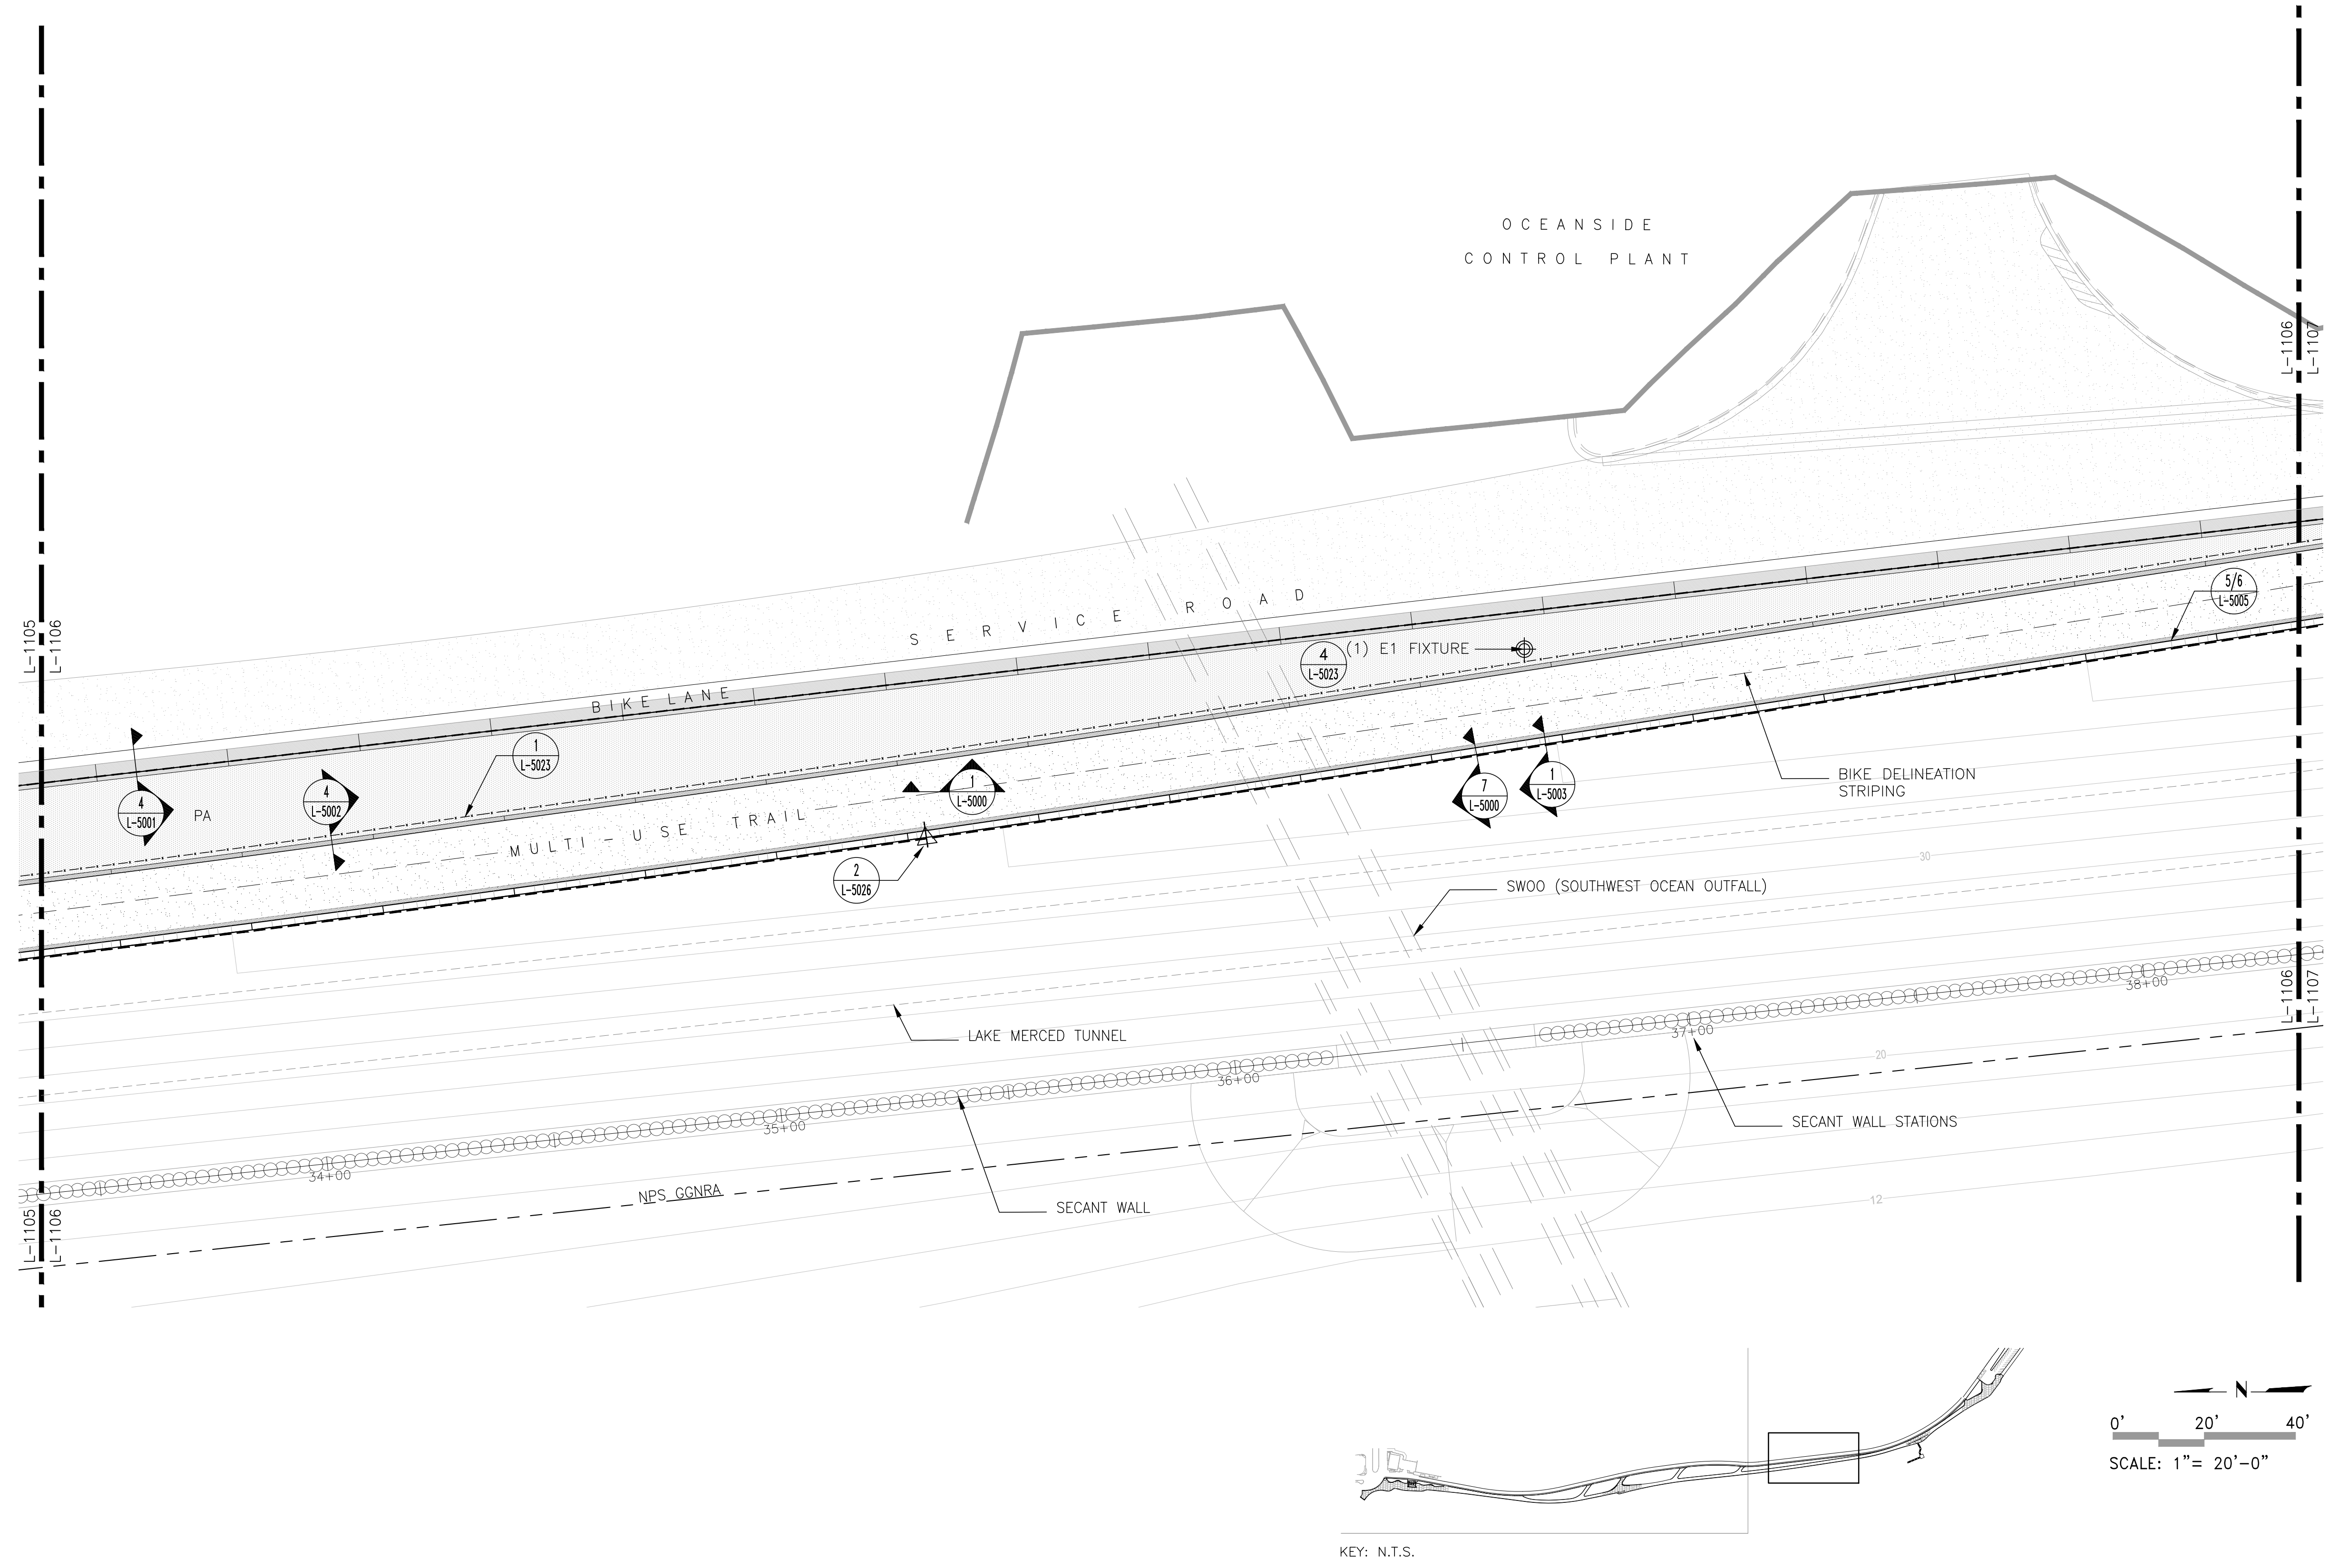 OCEANSIDE
CONTROL PLANT
L-1106
L-1107
SERVICE ROAD
5/6
L-5005
L-1105
L-1106
4
L-5023
(1) E1 FIXTURE
BIKE LANE
1
L-5023
4
L-5001
PA
4
L-5002
1
L-5000
7
L-5000
1
L-5003
BIKE DELINEATION
STRIPING
MULTI-USE TRAIL
2
L-5026
30
SWOO (SOUTHWEST OCEAN OUTFALL)
38+00
L-1106
L-1107
LAKE MERCED TUNNEL
37+00
20
36+00
35+00
SECANT WALL STATIONS
34+00
NPS GGNRA
SECANT WALL
12
L-1105
L-1106
N
0' 20' 40'
SCALE: 1"= 20'-0"
KEY: N.T.S.